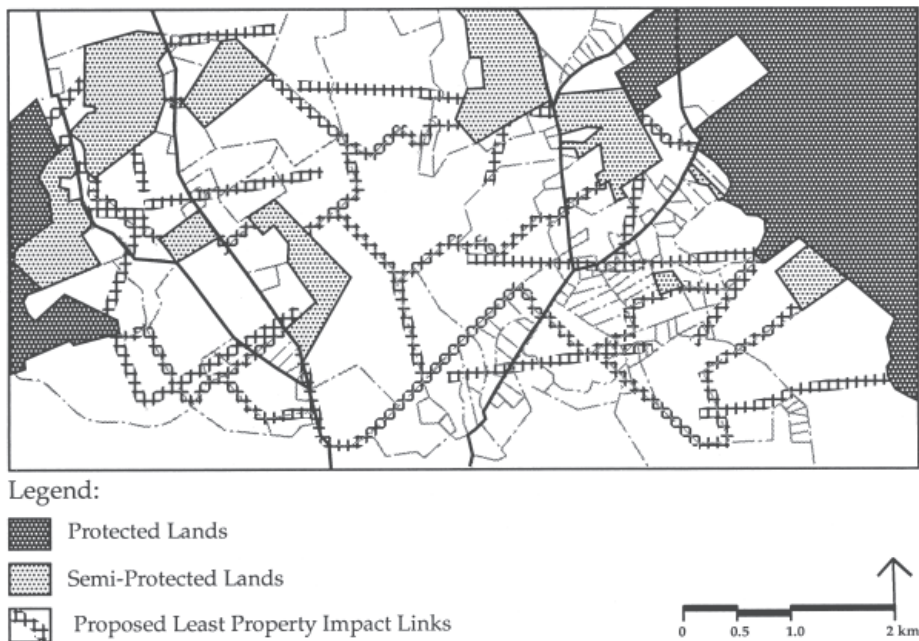 Legend:
Protected Lands
Semi-Protected Lands
Proposed Least Property Impact Links
0 0.5 1.0 2 km